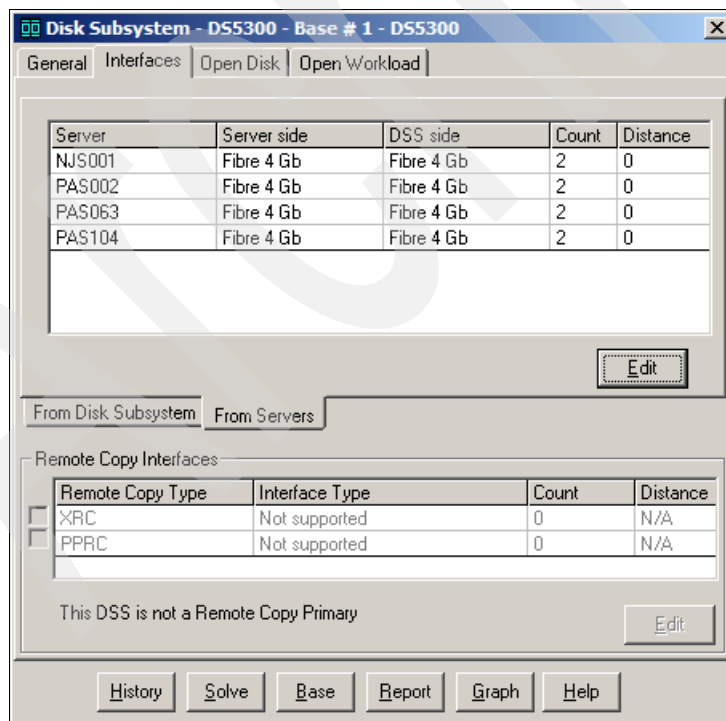 Disk Subsystem - DS5300 - Base # 1 - DS5300
General Interfaces Open Disk Open Workload
Server Server side DSS side Count Distance
NJS001 Fibre 4 Gb Fibre 4 Gb 2 0
PAS002 Fibre 4 Gb Fibre 4 Gb 2 0
PAS063 Fibre 4 Gb Fibre 4 Gb 2 0
PAS104 Fibre 4 Gb Fibre 4 Gb 2 0
Edit
From Disk Subsystem From Servers
Remote Copy Interfaces
Remote Copy Type Interface Type Count Distance
XRC Not supported 0 N/A
PPRC Not supported 0 N/A
This DSS is not a Remote Copy Primary
Edit
History Solve Base Report Graph Help